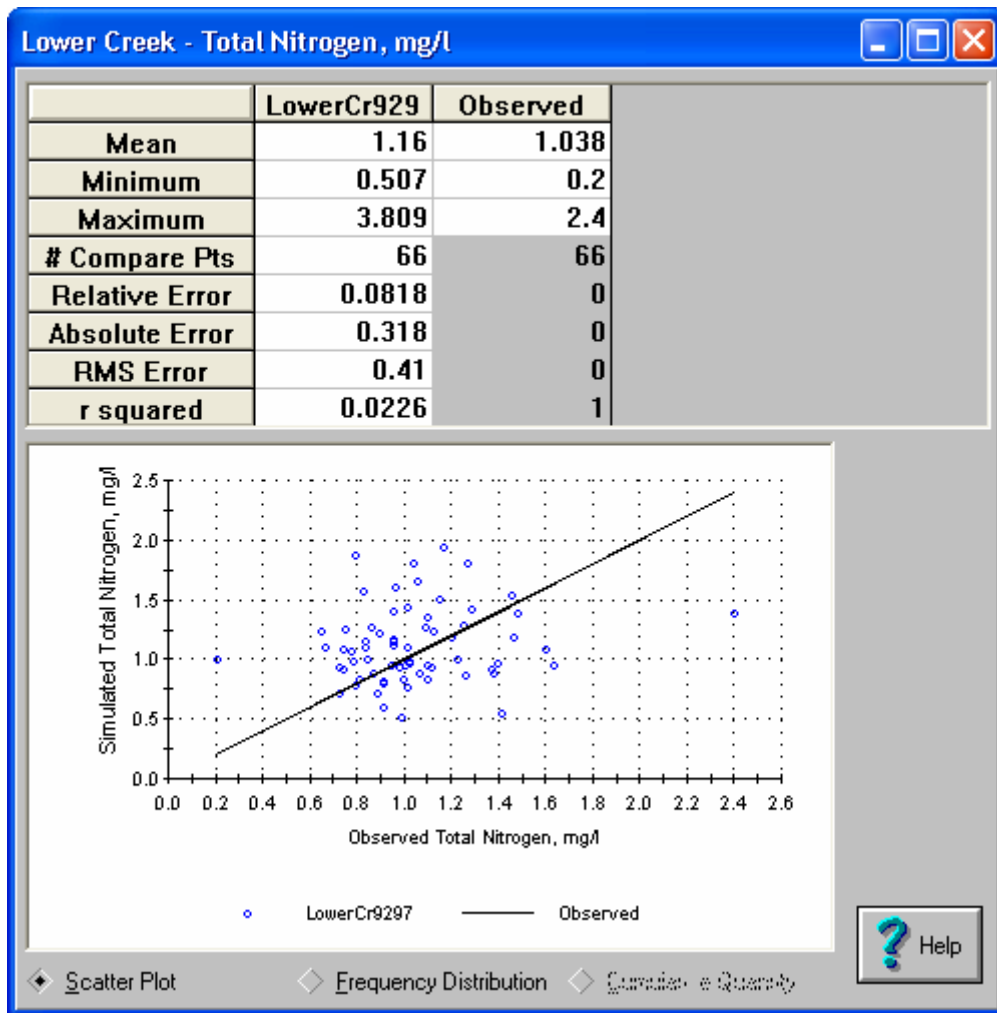 Lower Creek - Total Nitrogen, mg/l
LowerCr929 Observed
Mean 1.16 1.038
Minimum 0.507 0.2
Maximum 3.809 2.4
# Compare Pts 66 66
Relative Error 0.0818 0
Absolute Error 0.318 0
RMS Error 0.41 0
r squared 0.0226 1
Simulated Total Nitrogen, mg/l
2.5
2.0
1.5
1.0
0.5
0.0
0.0 0.2 0.4 0.6 0.8 1.0 1.2 1.4 1.6 1.8 2.0 2.2 2.4 2.6
Observed Total Nitrogen, mg/l
LowerCr9297 Observed
? Help
Scatter Plot Frequency Distribution